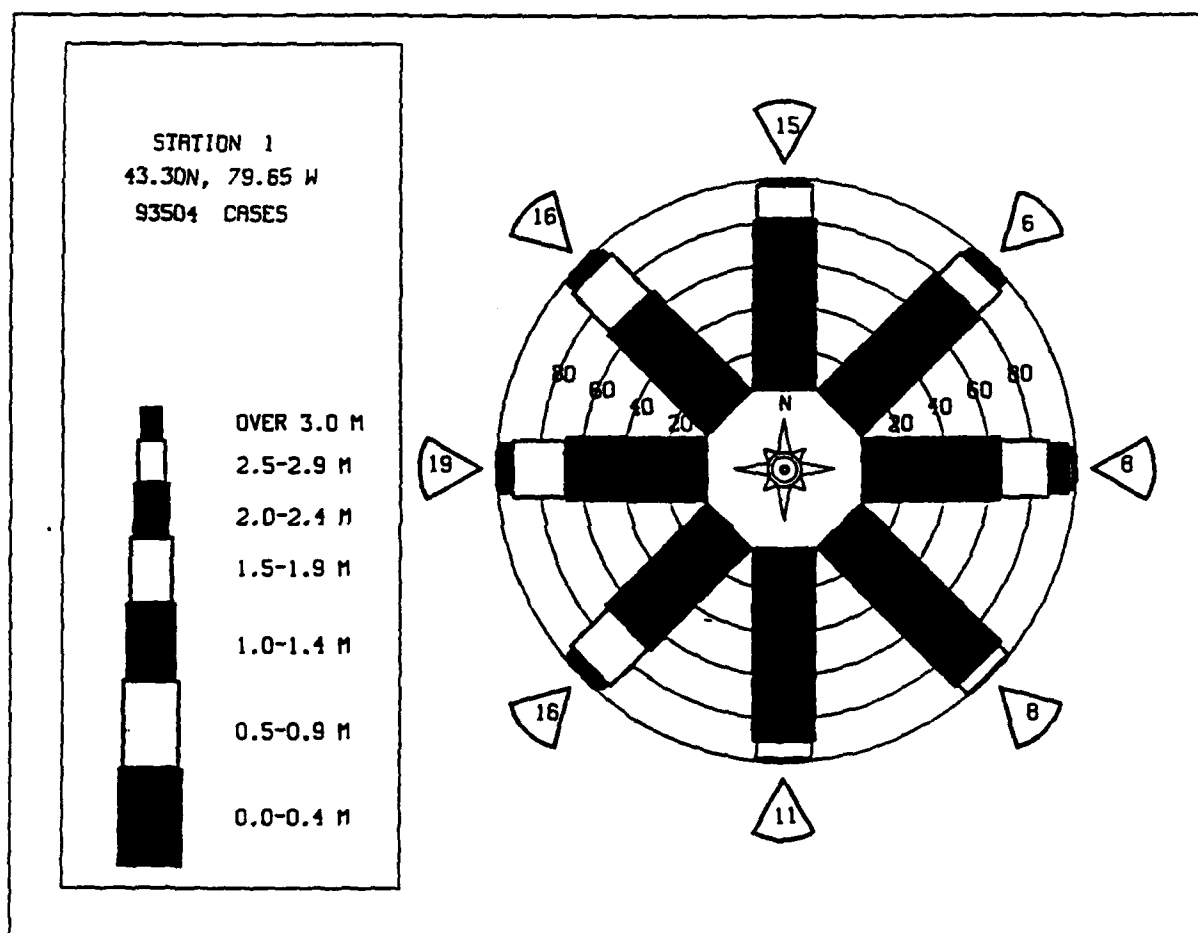 STATION 1
43.30N, 79.65 W
93504 CASES
OVER 3.0 M
2.5-2.9 M
2.0-2.4 M
1.5-1.9 M
1.0-1.4 M
0.5-0.9 M
0.0-0.4 M
15
16
6
80 60 40 20
N
20 40 60 80
19
8
16
8
11